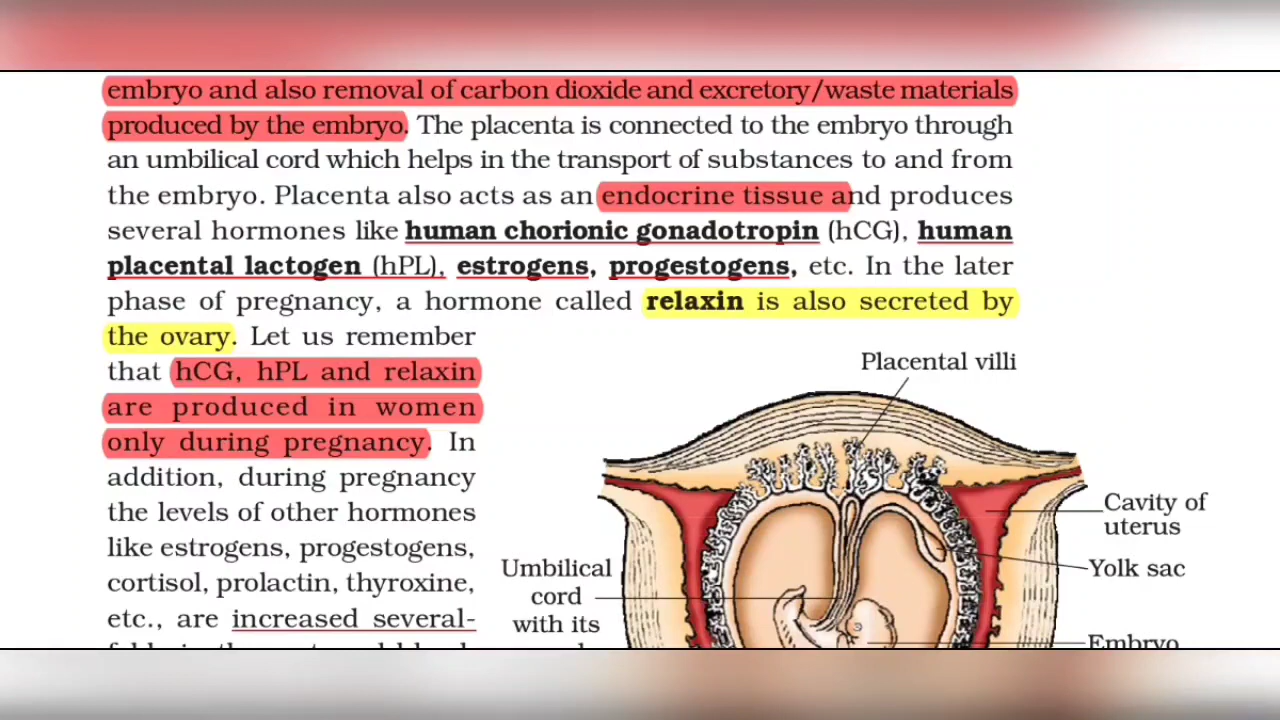 embryo and also removal of carbon dioxide and excretory/waste materials
produced by the embryo. The placenta is connected to the embryo through
an umbilical cord which helps in the transport of substances to and from
the embryo. Placenta also acts as an endocrine tissue and produces
several hormones like human chorionic gonadotropin (hCG), human
placental lactogen (hPL), estrogens, progestogens, etc. In the later
phase of pregnancy, a hormone called relaxin is also secreted by
the ovary. Let us remember
that hCG, hPL and relaxin
are produced in women
only during pregnancy. In
addition, during pregnancy
the levels of other hormones
like estrogens, progestogens,
cortisol, prolactin, thyroxine,
etc., are increased several-
Placental villi
Cavity of
uterus
Yolk sac
Embryo
Umbilical
cord
with its